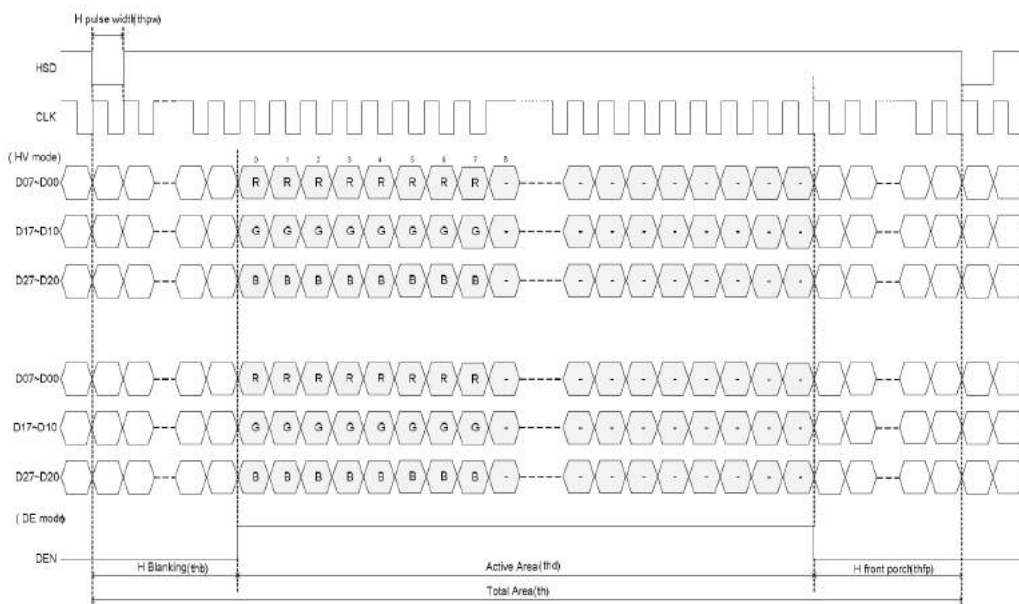 H pulse width(thpw)
HSD
CLK
( HV mode)
0 1 2 3 4 5 6 7 8
D07~D00 R R R R R R R R - - - - - - - - -
D17~D10 G G G G G G G G - - - - - - - - -
D27~D20 B B B B B B B B - - - - - - - - -
D07~D00 R R R R R R R R - - - - - - - - -
D17~D10 G G G G G G G G - - - - - - - - -
D27~D20 B B B B B B B B - - - - - - - - -
( DE mode)
DEN
H Blanking(thb) Active Area(thd) H front porch(thfp)
Total Area(th)